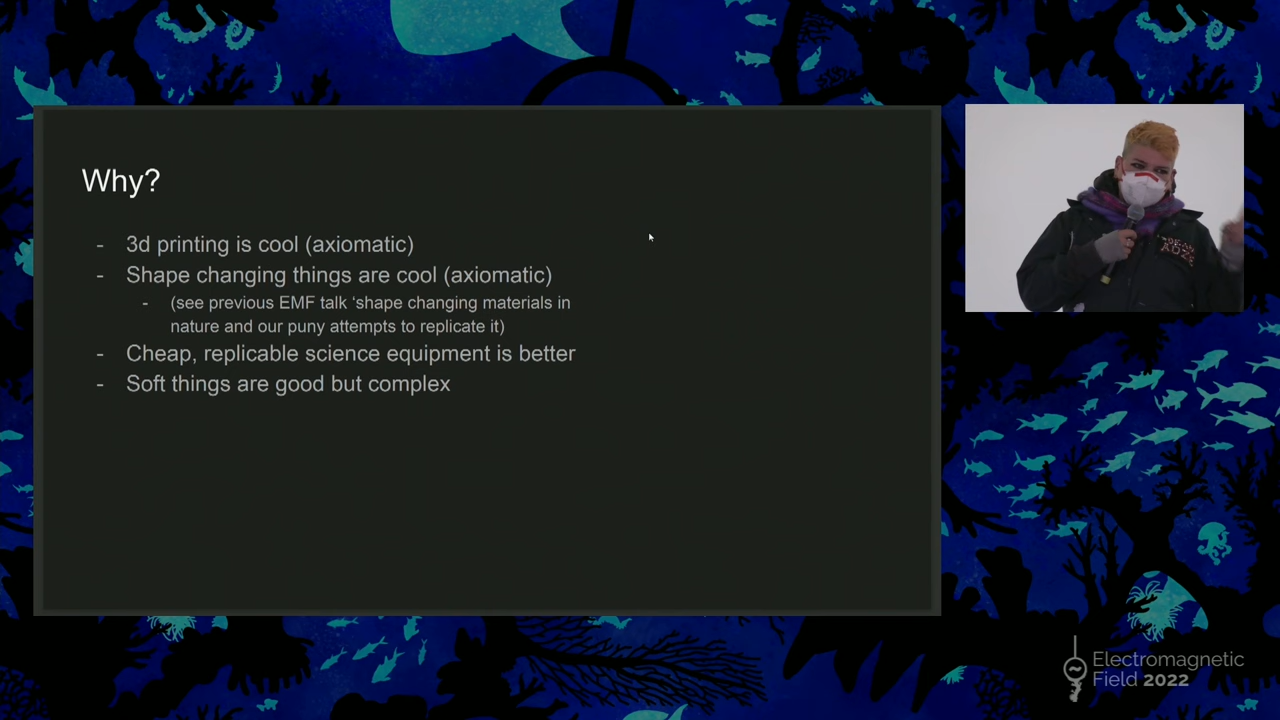 Why?
- 3d printing is cool (axiomatic)
- Shape changing things are cool (axiomatic)
- (see previous EMF talk ‘shape changing materials in
nature and our puny attempts to replicate it)
- Cheap, replicable science equipment is better
- Soft things are good but complex
Electromagnetic
Field 2022